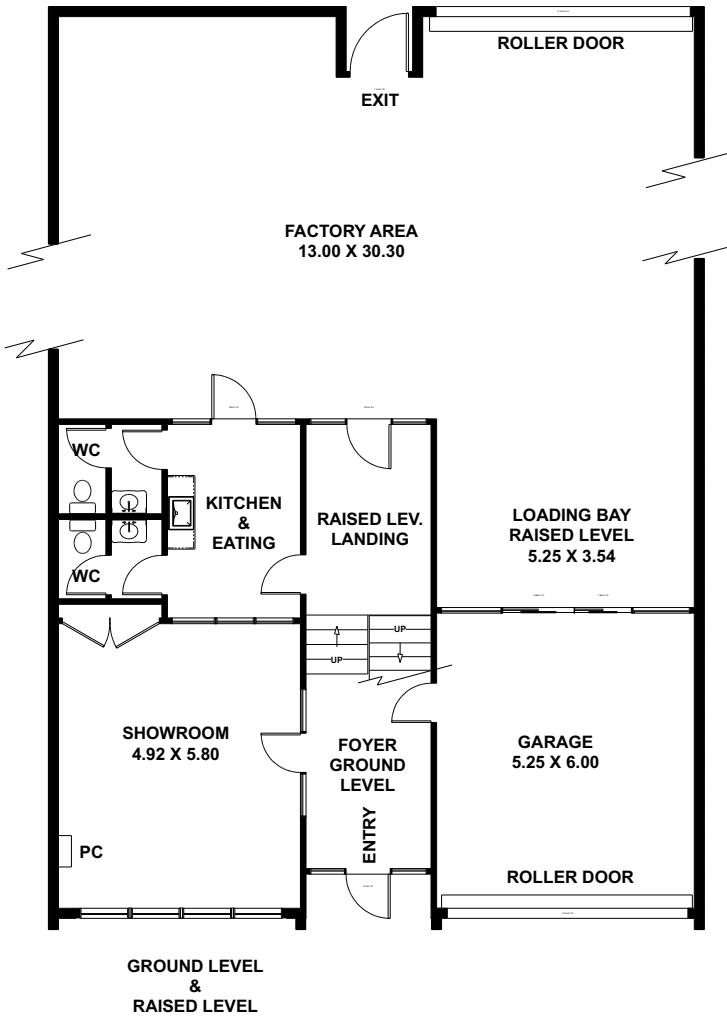 ROLLER DOOR
EXIT
FACTORY AREA
13.00 X 30.30
WC
KITCHEN
&
EATING
RAISED LEV.
LANDING
LOADING BAY
RAISED LEVEL
5.25 X 3.54
WC
UP
UP
SHOWROOM
4.92 X 5.80
FOYER
GROUND
LEVEL
GARAGE
5.25 X 6.00
ENTRY
PC
ROLLER DOOR
GROUND LEVEL
&
RAISED LEVEL